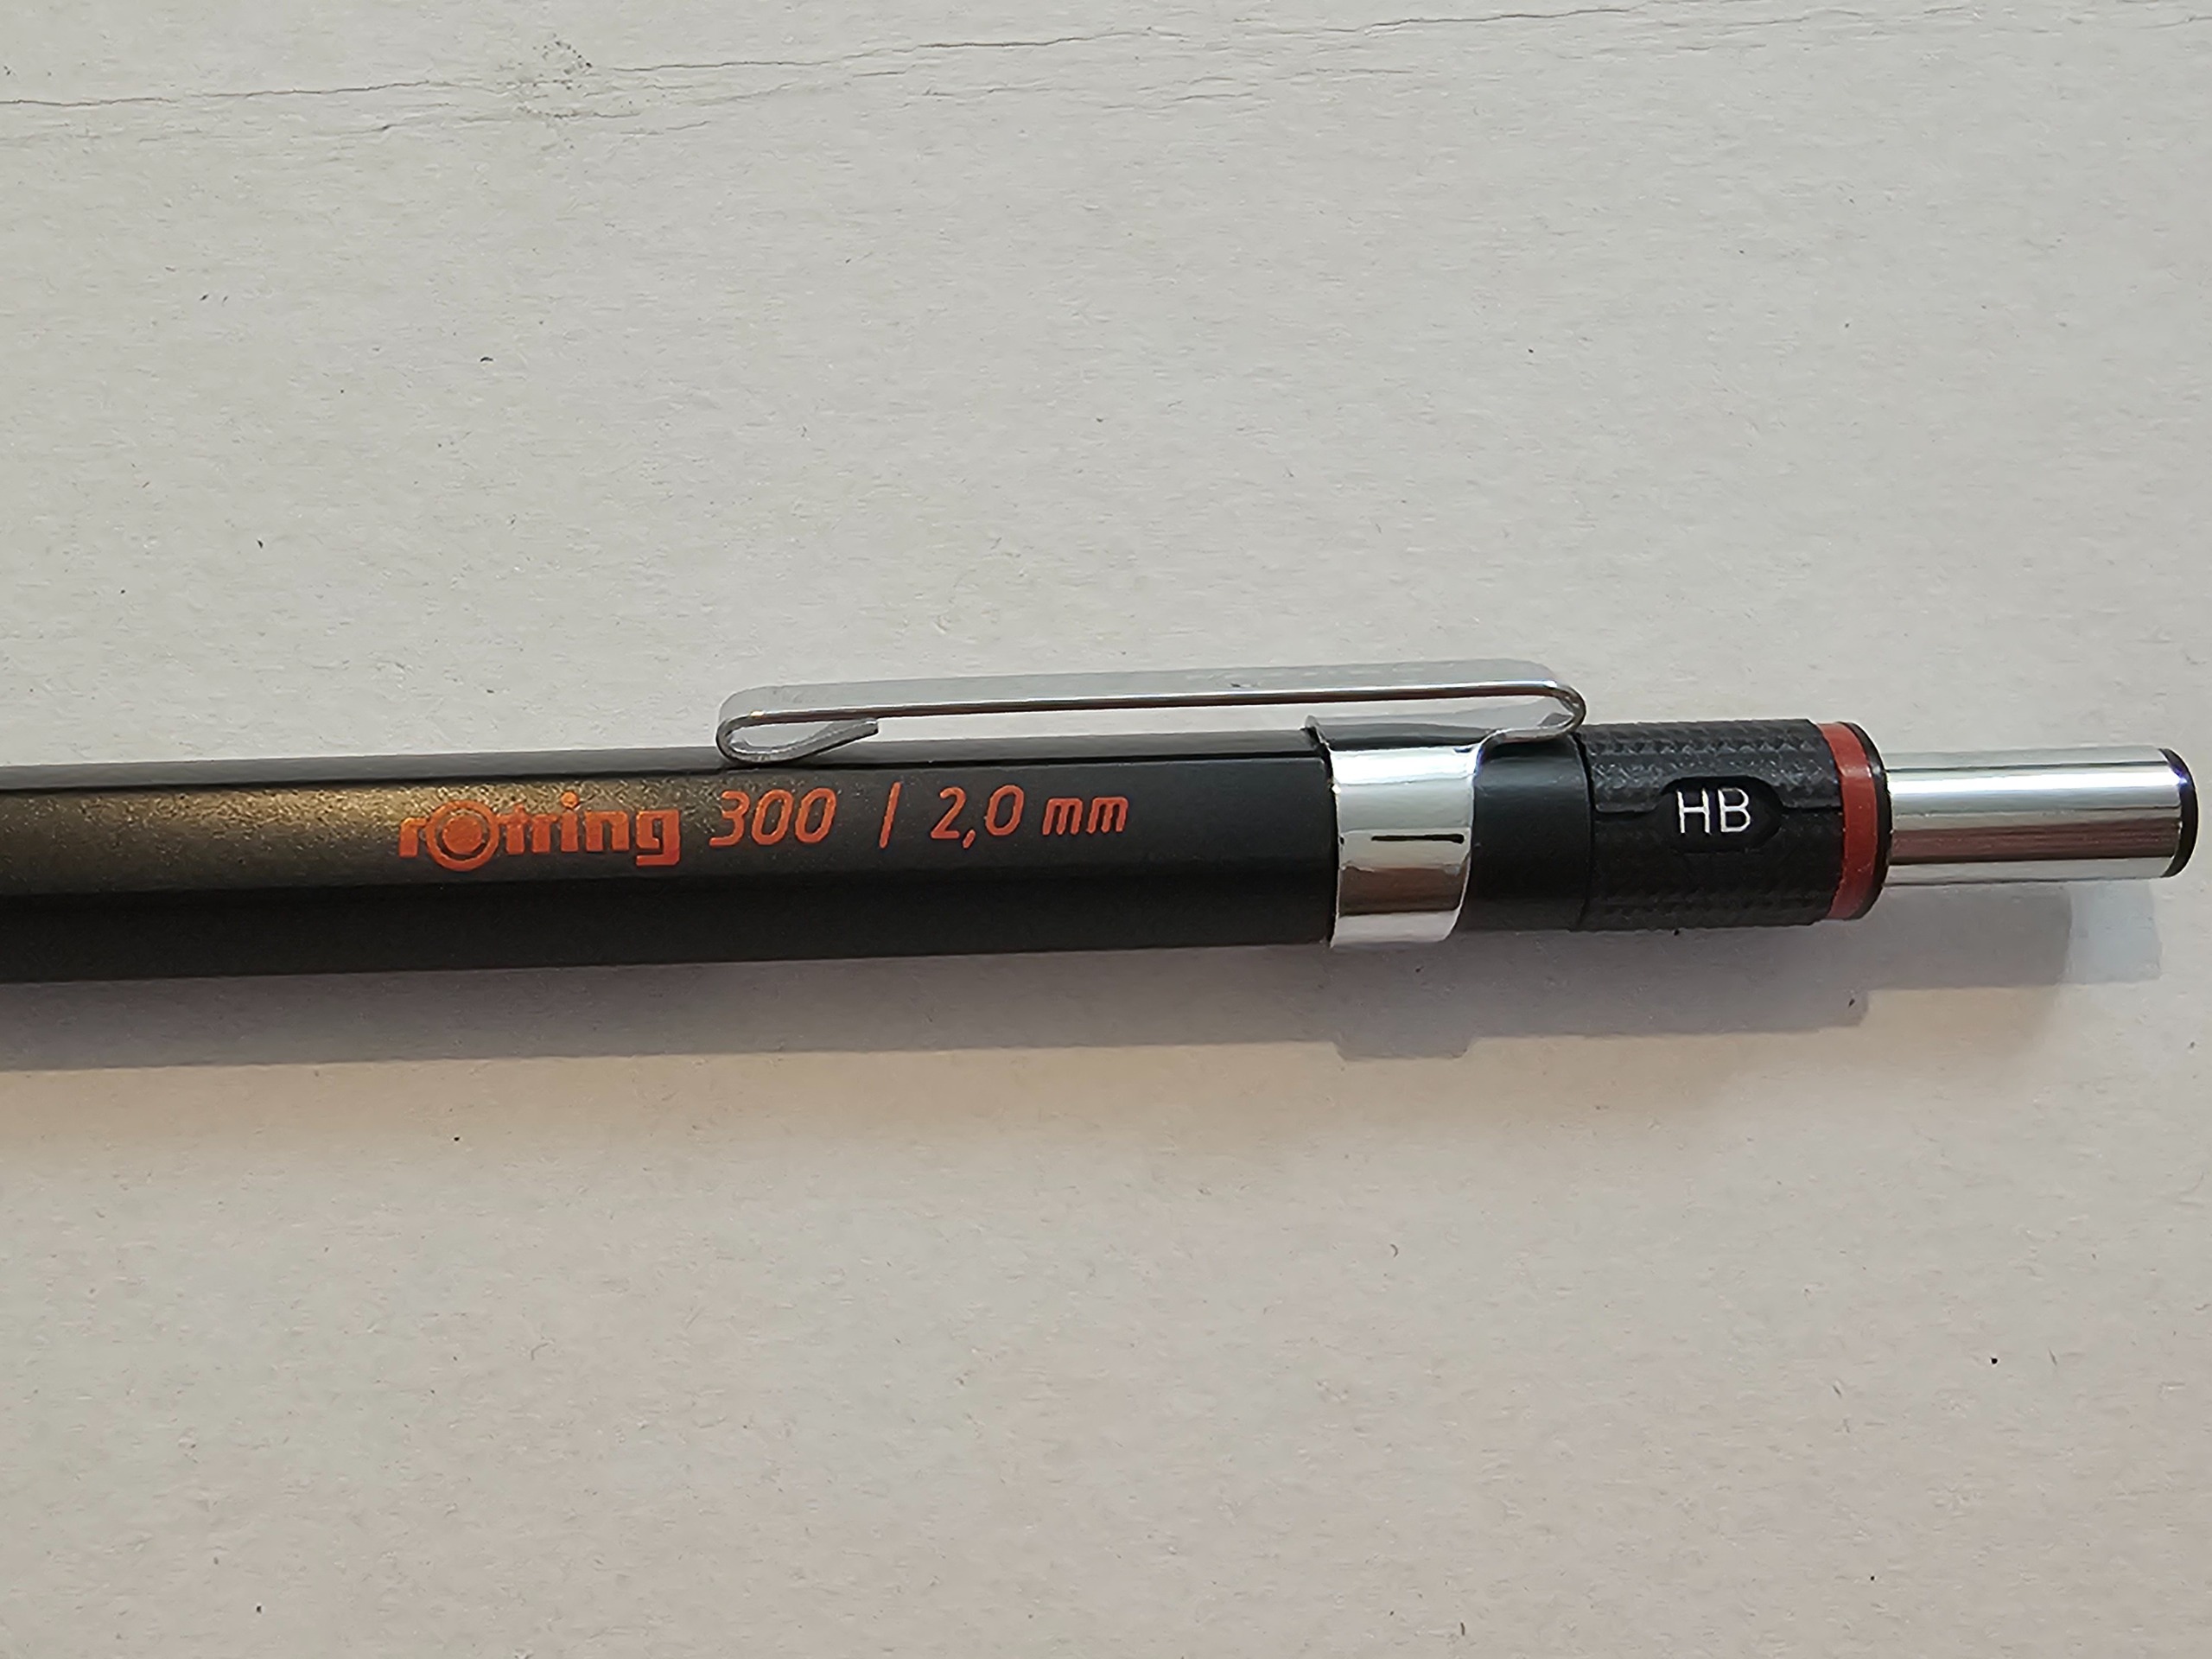 rotring 300 / 2,0 mm
HB